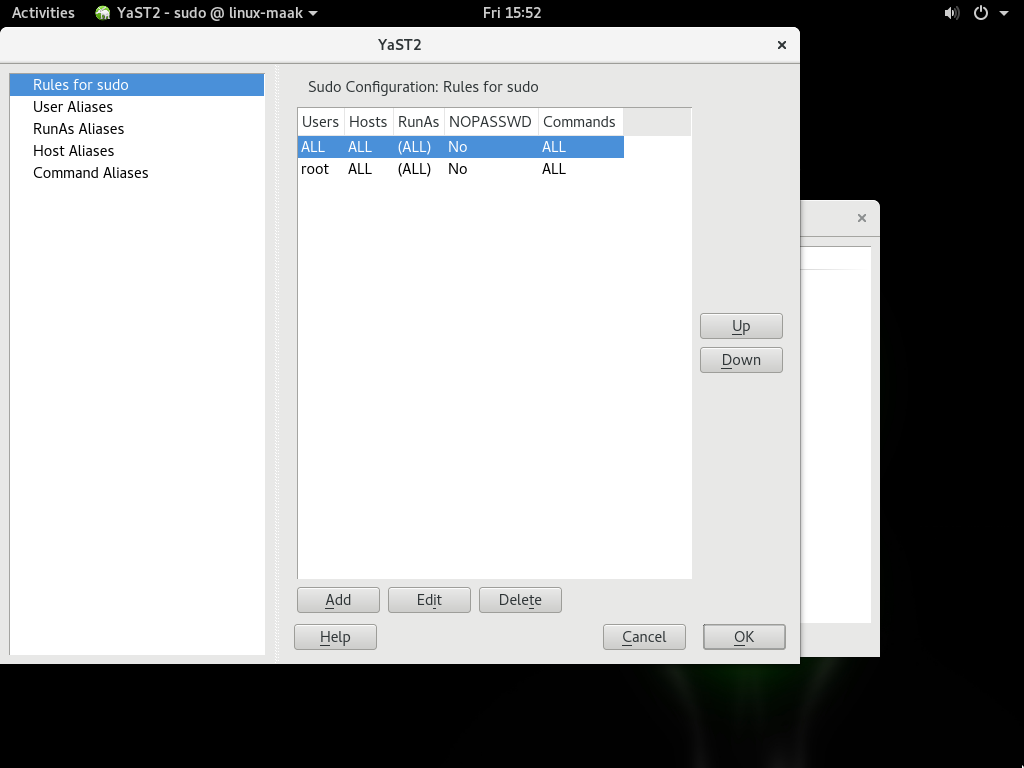 Activities YaST2 - sudo @ linux-maak Fri 15:52
YaST2
Rules for sudo
User Aliases
RunAs Aliases
Host Aliases
Command Aliases
Sudo Configuration: Rules for sudo
Users Hosts RunAs NOPASSWD Commands
ALL ALL (ALL) No ALL
root ALL (ALL) No ALL
Up
Down
Add Edit Delete
Help Cancel OK